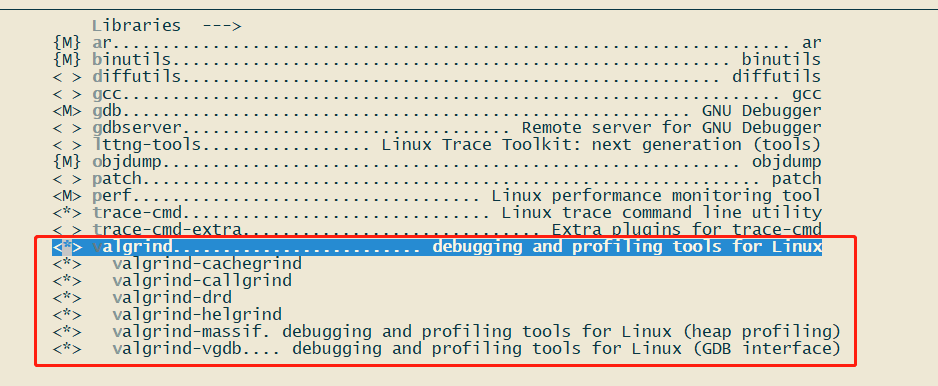 Libraries --->
{M} ar...................................................................... ar
{M} binutils........................................................ binutils
< > diffutils...................................................... diffutils
< > gcc.................................................................... gcc
<M> gdb......................................................... GNU Debugger
< > gdbserver................................. Remote server for GNU Debugger
< > lttng-tools.................. Linux Trace Toolkit: next generation (tools)
{M} objdump.......................................................... objdump
< > patch................................................................ patch
<M> perf................................... Linux performance monitoring tool
<*> trace-cmd................................ Linux trace command line utility
< > trace-cmd-extra............................... Extra plugins for trace-cmd
<*> valgrind......................... debugging and profiling tools for Linux
<*> valgrind-cachegrind
<*> valgrind-callgrind
<*> valgrind-drd
<*> valgrind-helgrind
<*> valgrind-massif. debugging and profiling tools for Linux (heap profiling)
<*> valgrind-vgdb.... debugging and profiling tools for Linux (GDB interface)